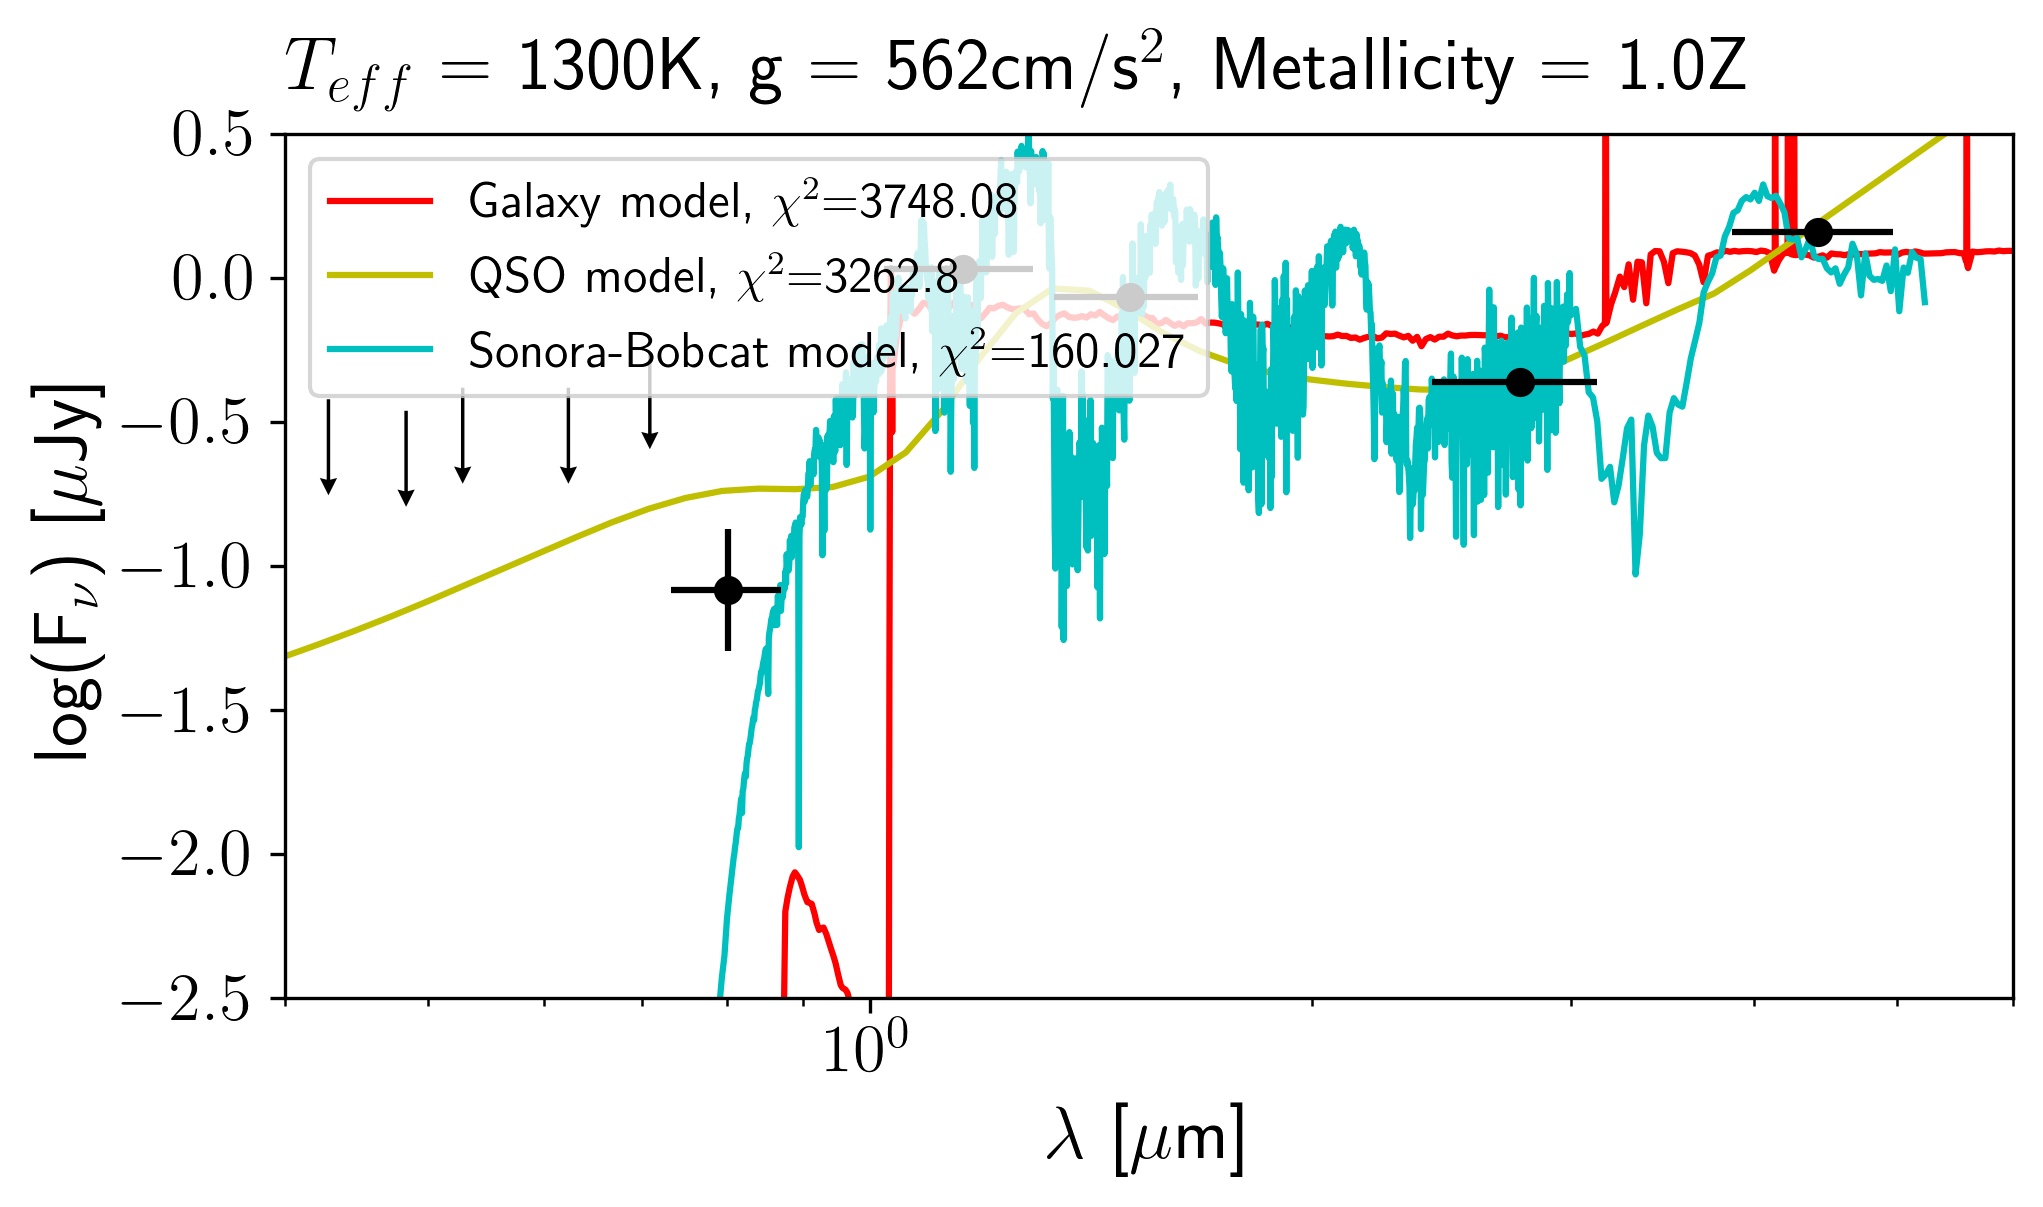 T_eff = 1300K, g = 562cm/s², Metallicity = 1.0Z
0.5
0.0
−0.5
−1.0
−1.5
−2.0
−2.5
log(F_ν) [μJy]
Galaxy model, χ²=3748.08
QSO model, χ²=3262.8
Sonora-Bobcat model, χ²=160.027
10⁰
λ [μm]